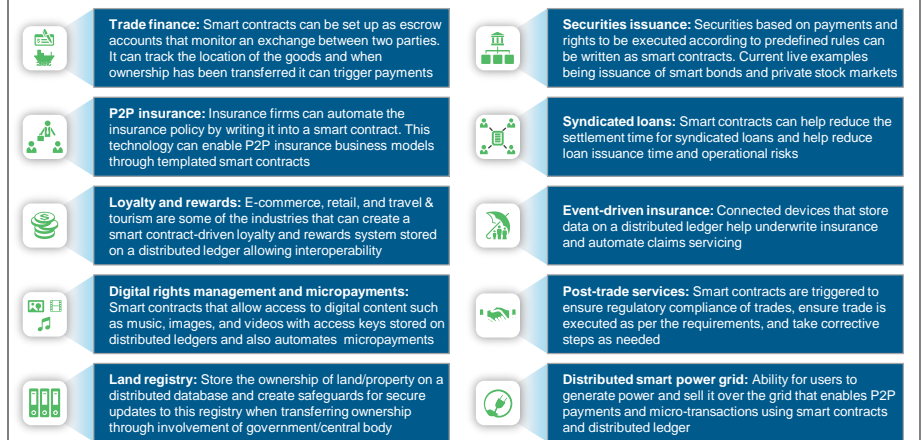 Trade finance: Smart contracts can be set up as escrow
accounts that monitor an exchange between two parties.
It can track the location of the goods and when
ownership has been transferred it can trigger payments
P2P insurance: Insurance firms can automate the
insurance policy by writing it into a smart contract. This
technology can enable P2P insurance business models
through templated smart contracts
Loyalty and rewards: E-commerce, retail, and travel &
tourism are some of the industries that can create a
smart contract-driven loyalty and rewards system stored
on a distributed ledger allowing interoperability
Digital rights management and micropayments:
Smart contracts that allow access to digital content such
as music, images, and videos with access keys stored on
distributed ledgers and also automates micropayments
Land registry: Store the ownership of land/property on a
distributed database and create safeguards for secure
updates to this registry when transferring ownership
through involvement of government/central body
Securities issuance: Securities based on payments and
rights to be executed according to predefined rules can
be written as smart contracts. Current live examples
being issuance of smart bonds and private stock markets
Syndicated loans: Smart contracts can help reduce the
settlement time for syndicated loans and help reduce
loan issuance time and operational risks
Event-driven insurance: Connected devices that store
data on a distributed ledger help underwrite insurance
and automate claims servicing
Post-trade services: Smart contracts are triggered to
ensure regulatory compliance of trades, ensure trade is
executed as per the requirements, and take corrective
steps as needed
Distributed smart power grid: Ability for users to
generate power and sell it over the grid that enables P2P
payments and micro-transactions using smart contracts
and distributed ledger